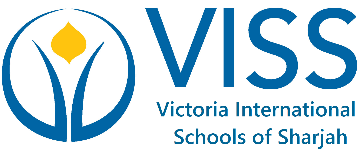 VISS
Victoria International
Schools of Sharjah